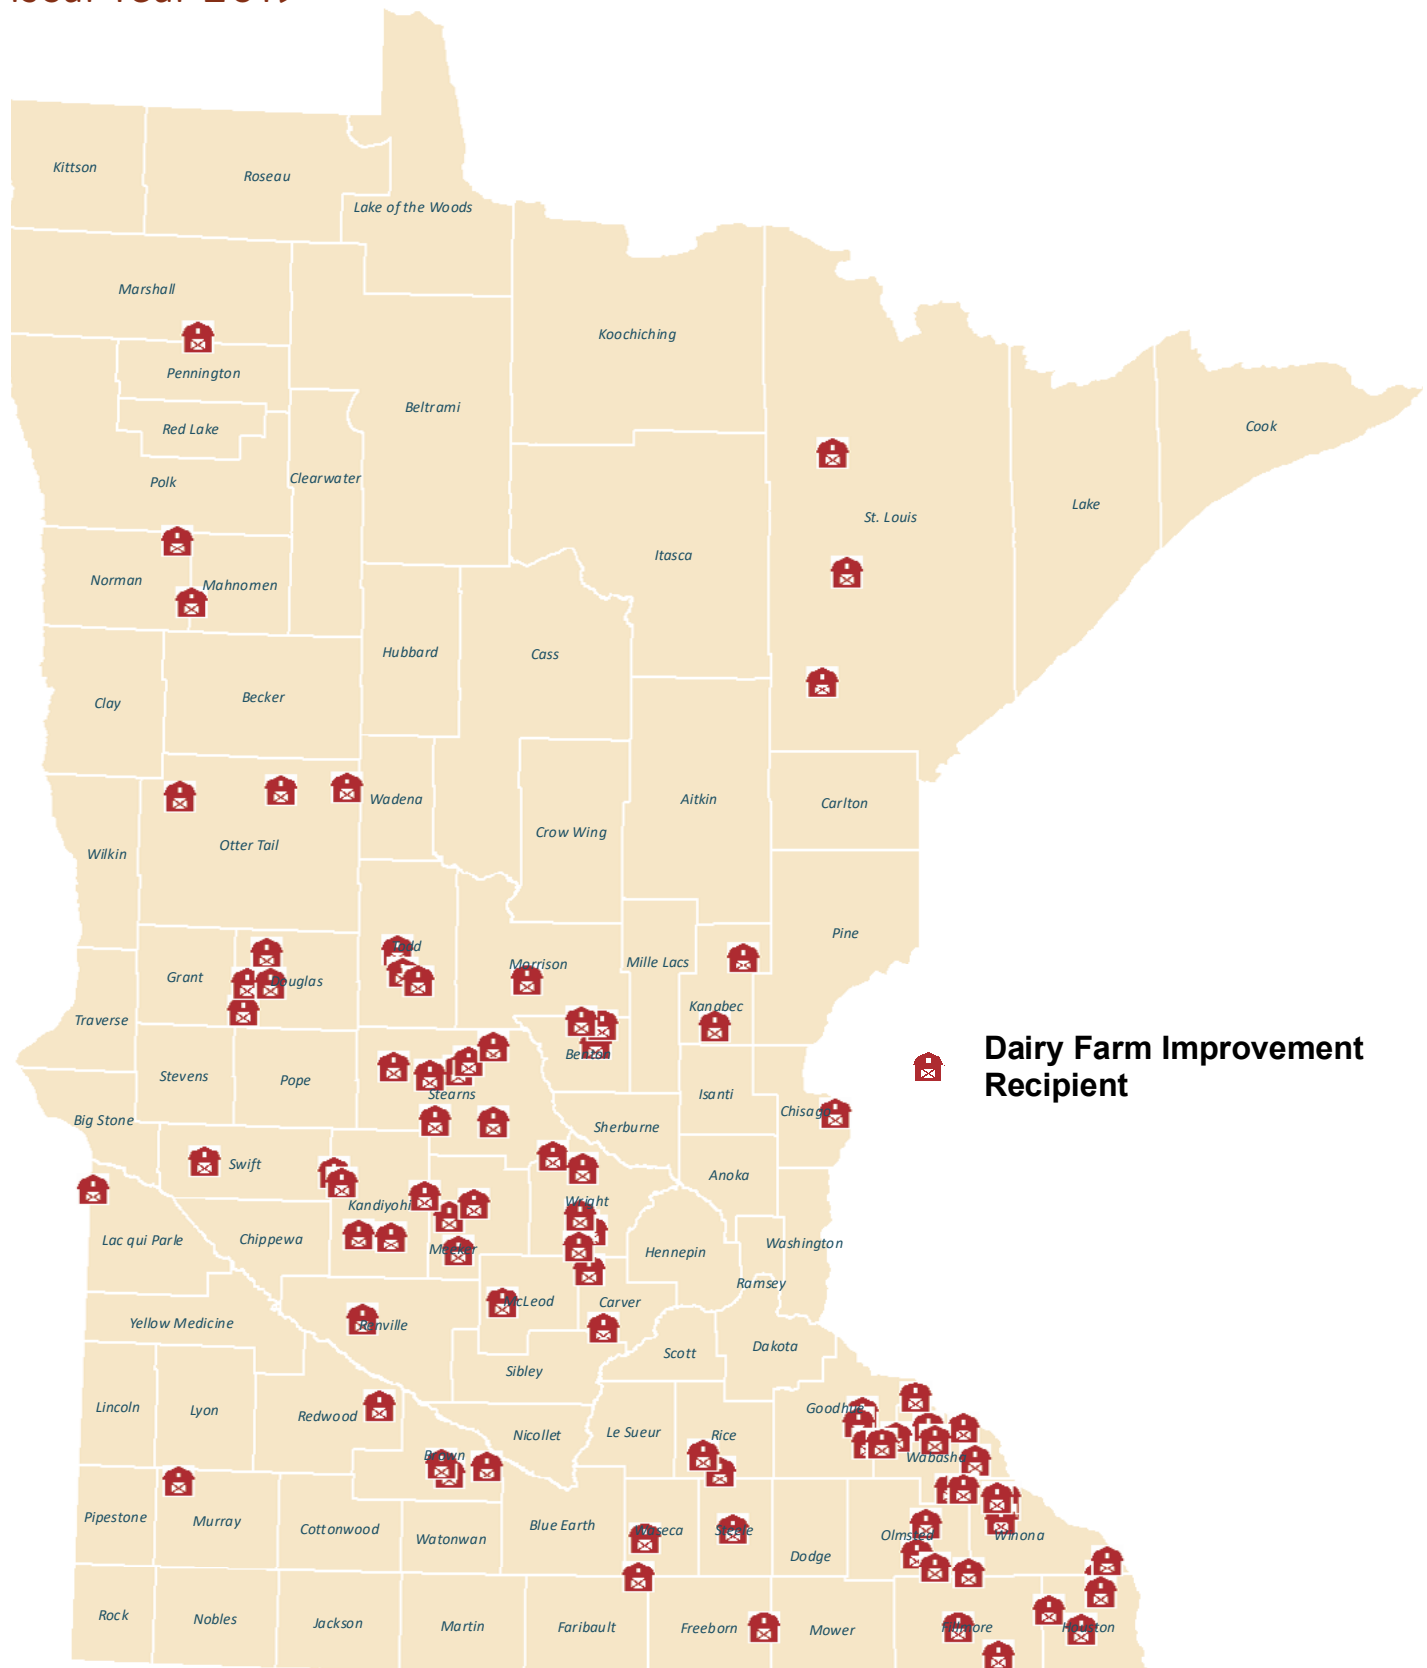 Kittson
Roseau
Lake of the Woods
Marshall
Koochiching
Pennington
Beltrami
Red Lake
Cook
Clearwater
Polk
Lake
St. Louis
Itasca
Norman
Mahnomen
Hubbard
Cass
Becker
Clay
Wadena
Aitkin
Carlton
Crow Wing
Otter Tail
Wilkin
Pine
Todd
Mille Lacs
Morrison
Grant
Douglas
Kanabec
Traverse
Dairy Farm Improvement
Recipient
Benton
Stevens
Pope
Stearns
Isanti
Chisago
Big Stone
Sherburne
Swift
Anoka
Wright
Kandiyohi
Lac qui Parle
Chippewa
Washington
Meeker
Hennepin
Ramsey
McLeod
Carver
Yellow Medicine
Renville
Dakota
Scott
Sibley
Lincoln
Lyon
Redwood
Goodhue
Le Sueur
Rice
Nicollet
Brown
Wabasha
Pipestone
Murray
Cottonwood
Blue Earth
Waseca
Steele
Olmsted
Winona
Watonwan
Dodge
Rock
Nobles
Jackson
Martin
Faribault
Freeborn
Mower
Fillmore
Houston